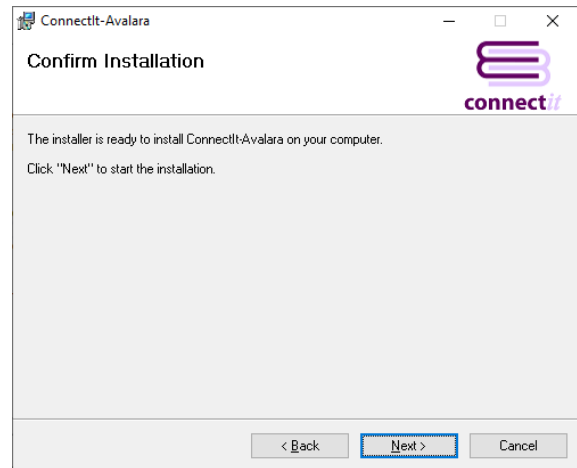 ConnectIt-Avalara
Confirm Installation
connectit
The installer is ready to install ConnectIt-Avalara on your computer.
Click "Next" to start the installation.
< Back
Next >
Cancel